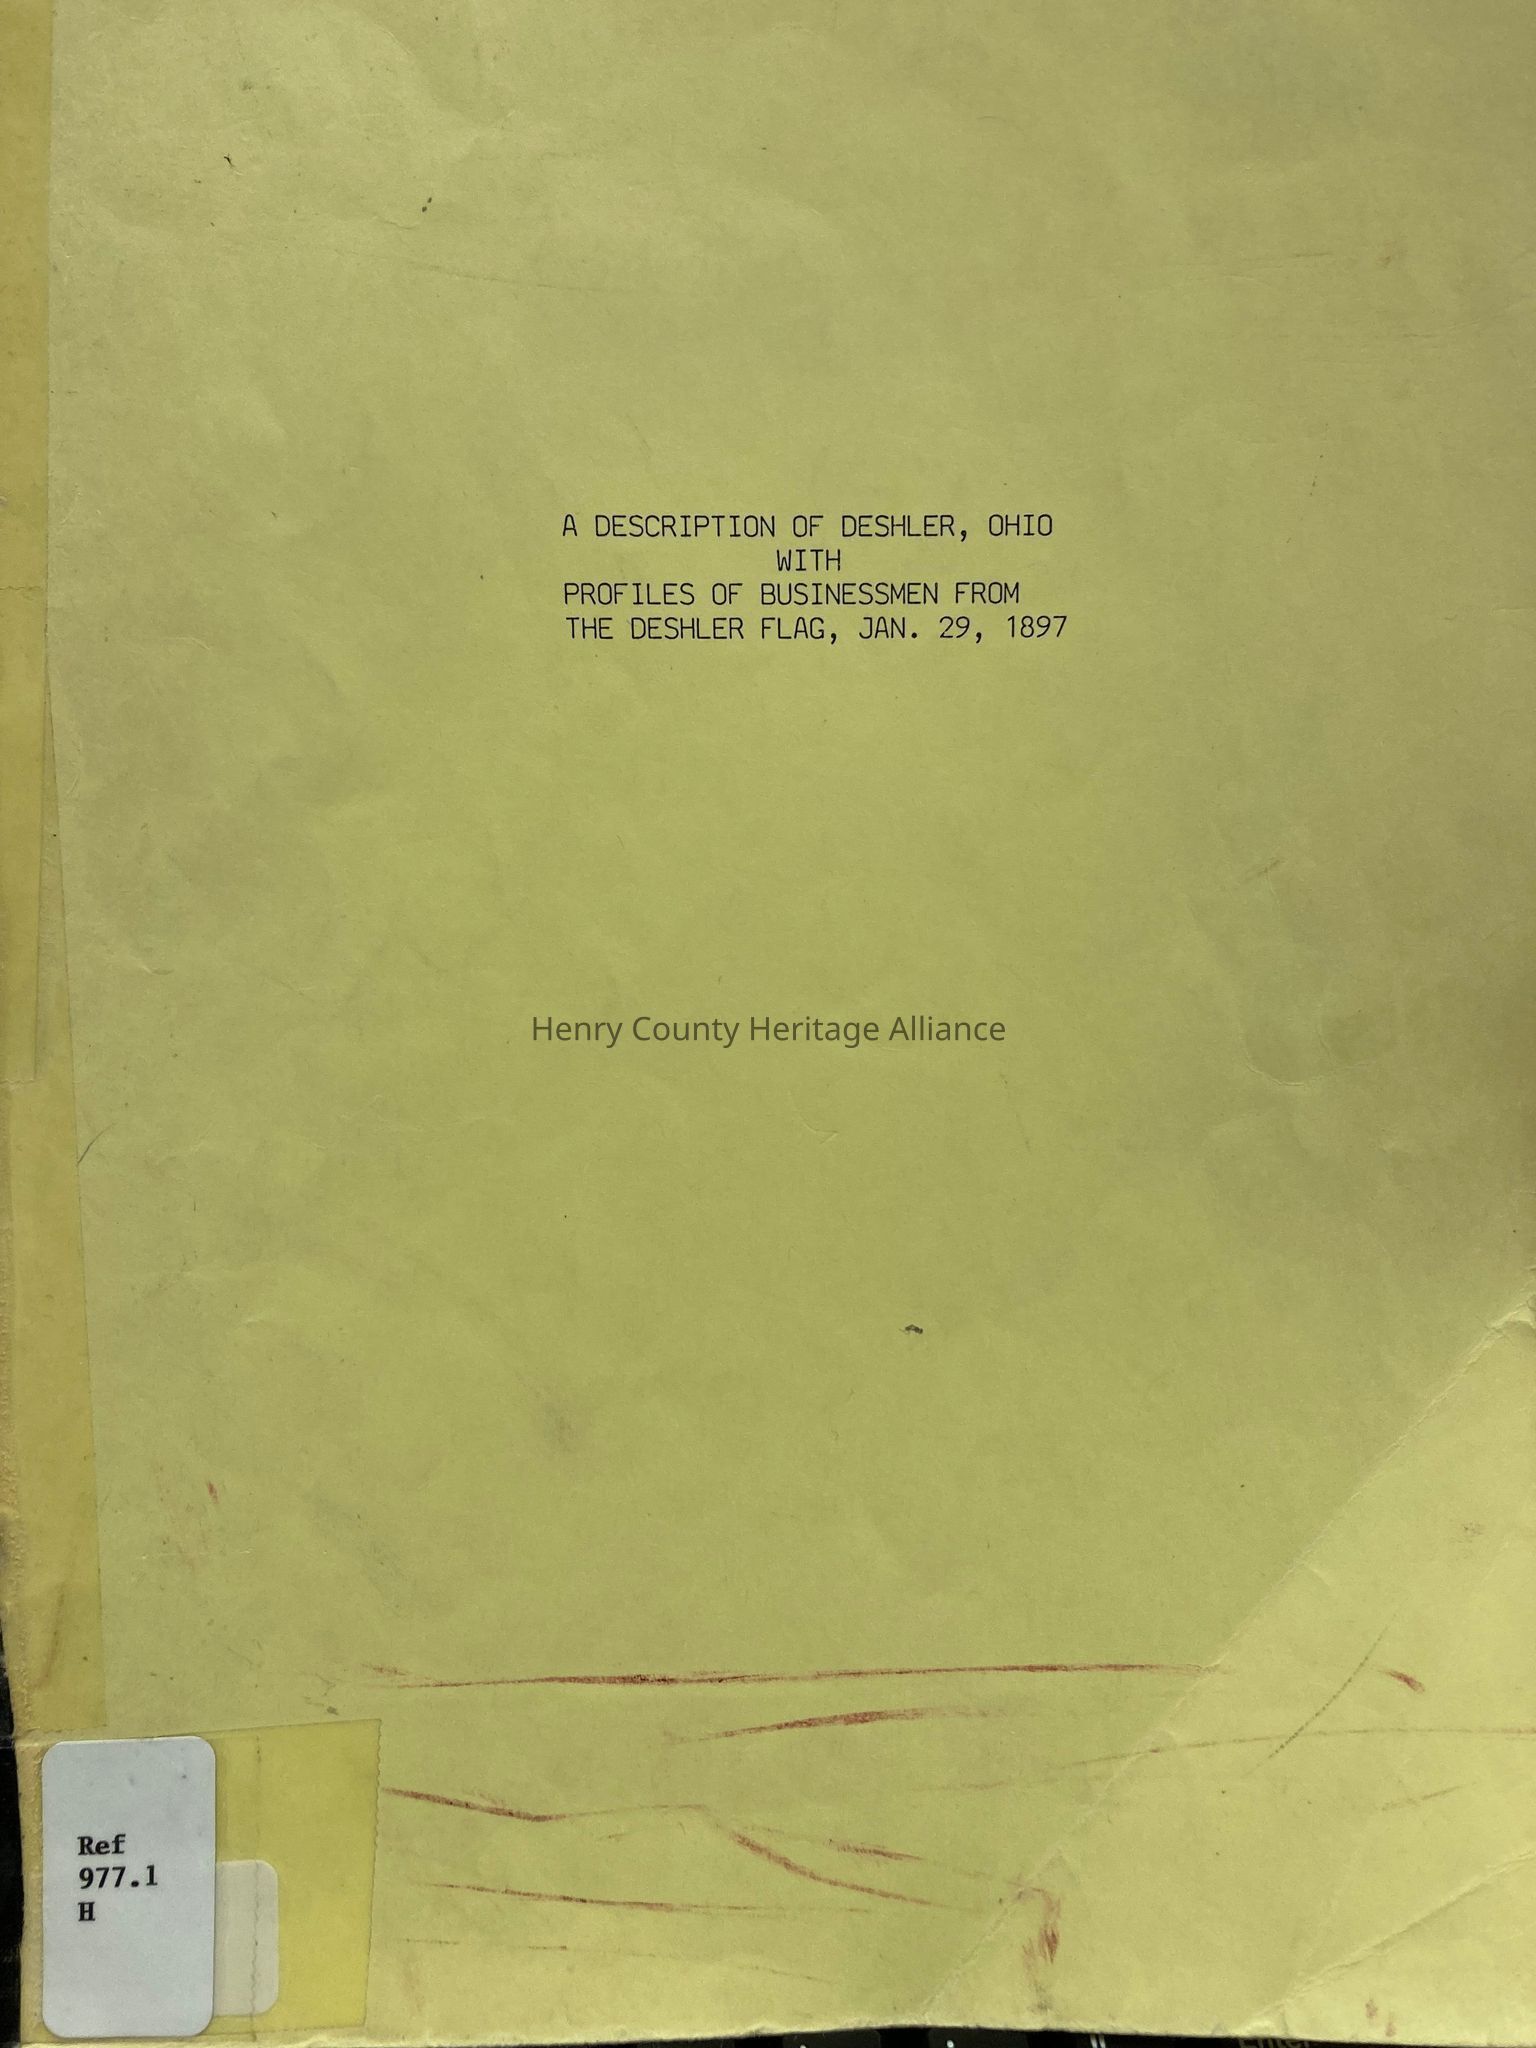 A DESCRIPTION OF DESHLER, OHIO
WITH
PROFILES OF BUSINESSMEN FROM
THE DESHLER FLAG, JAN. 29, 1897
Henry County Heritage Alliance
Ref
977.1
H
Enter